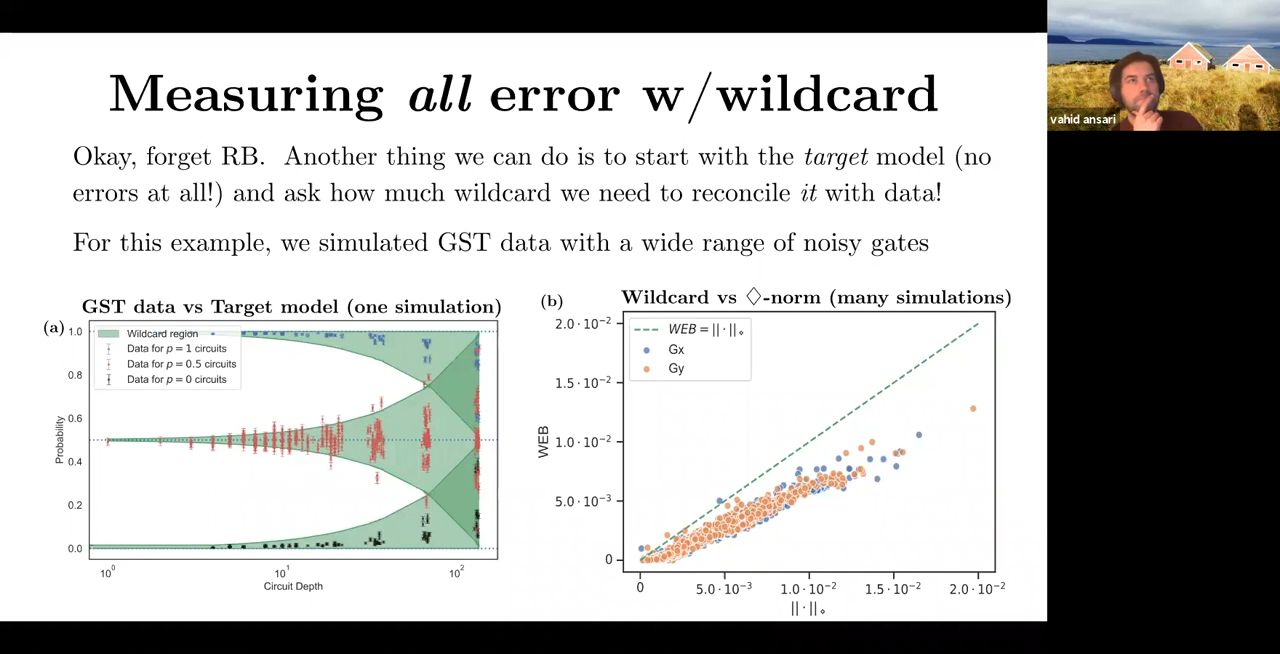 Measuring all error w/wildcard
Okay, forget RB. Another thing we can do is to start with the target model (no
errors at all!) and ask how much wildcard we need to reconcile it with data!
For this example, we simulated GST data with a wide range of noisy gates
GST data vs Target model (one simulation)
(a)
1.0
0.8
0.6
0.4
0.2
0.0
Probability
Wildcard region
Data for p = 1 circuits
Data for p = 0.5 circuits
Data for p = 0 circuits
10⁰
10¹
10²
Circuit Depth
(b)
Wildcard vs ◇-norm (many simulations)
2.0·10⁻²
1.5·10⁻²
1.0·10⁻²
5.0·10⁻³
0
WEB
WEB = ||·||⋄
Gx
Gy
0
5.0·10⁻³
1.0·10⁻²
1.5·10⁻²
2.0·10⁻²
||·||⋄
vahid ansari